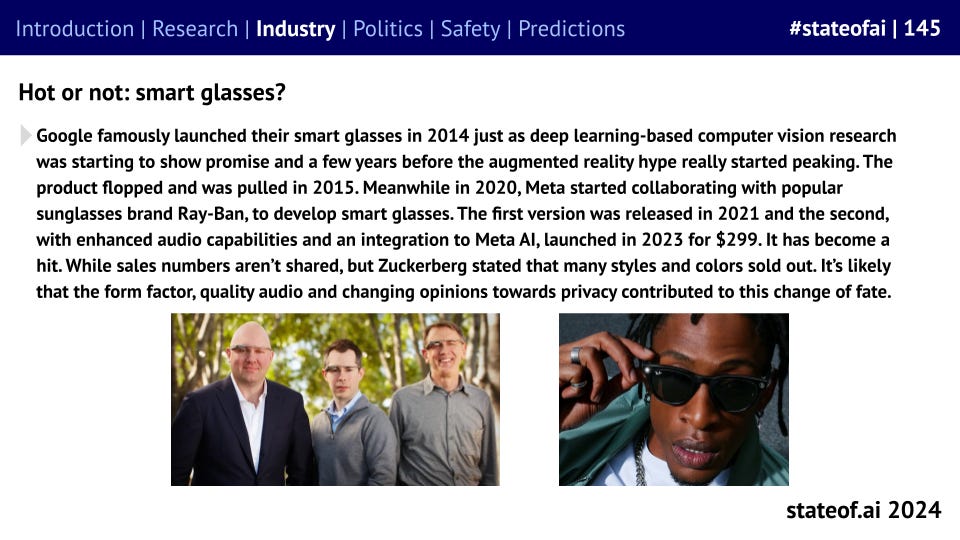 Introduction | Research | Industry | Politics | Safety | Predictions
#stateofai | 145
Hot or not: smart glasses?
Google famously launched their smart glasses in 2014 just as deep learning-based computer vision research
was starting to show promise and a few years before the augmented reality hype really started peaking. The
product flopped and was pulled in 2015. Meanwhile in 2020, Meta started collaborating with popular
sunglasses brand Ray-Ban, to develop smart glasses. The first version was released in 2021 and the second,
with enhanced audio capabilities and an integration to Meta AI, launched in 2023 for $299. It has become a
hit. While sales numbers aren’t shared, but Zuckerberg stated that many styles and colors sold out. It’s likely
that the form factor, quality audio and changing opinions towards privacy contributed to this change of fate.
stateof.ai 2024